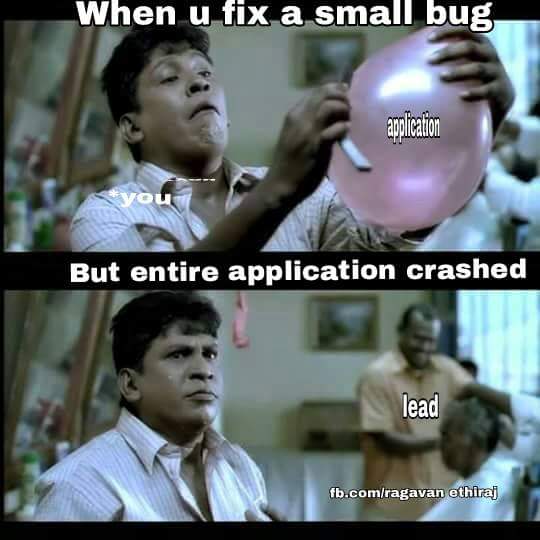 When u fix a small bug
application
*you
But entire application crashed
lead
fb.com/ragavan ethiraj